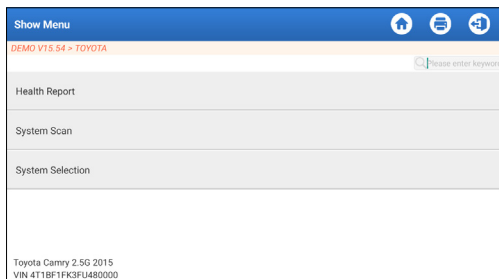 Show Menu
DEMO V15.54 > TOYOTA
Please enter keywor
Health Report
System Scan
System Selection
Toyota Camry 2.5G 2015
VIN 4T1BF1FK3FU480000